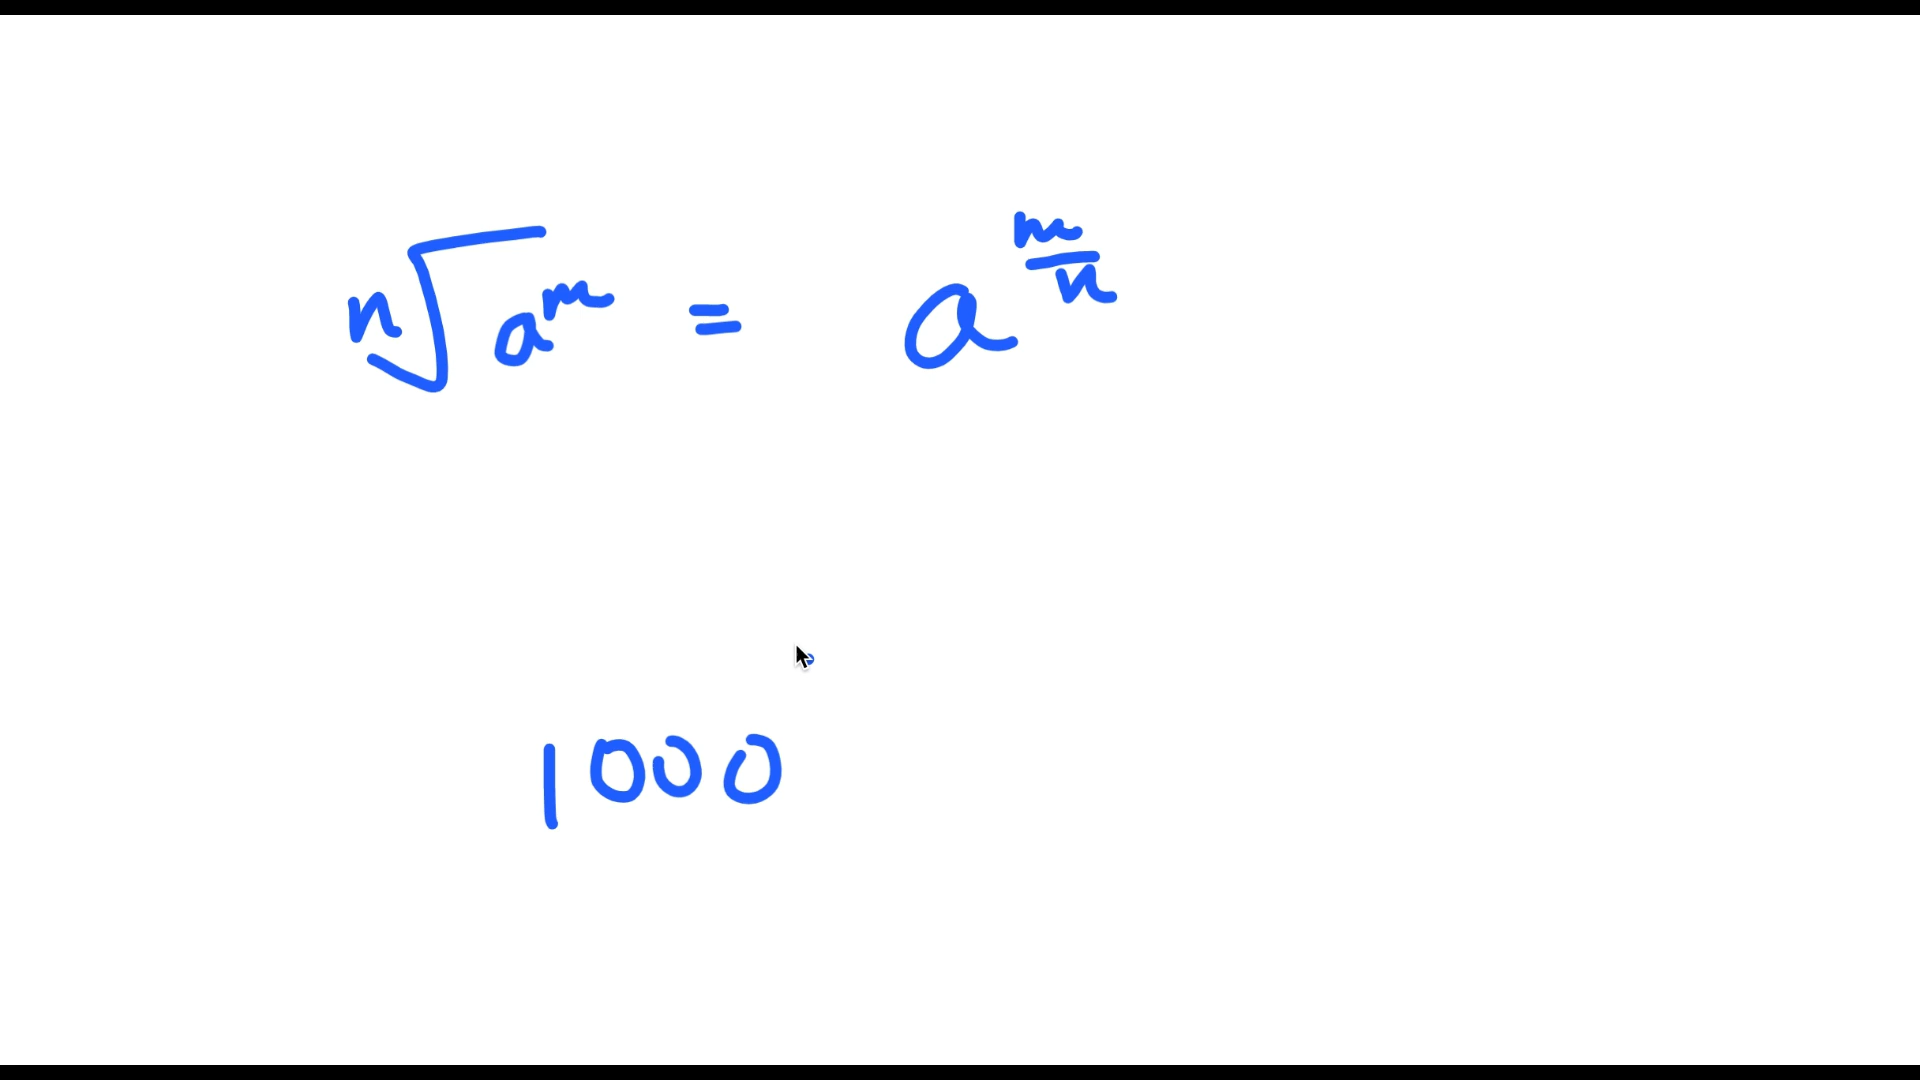 ⁿ√aᵐ = a^(m/n)
1000